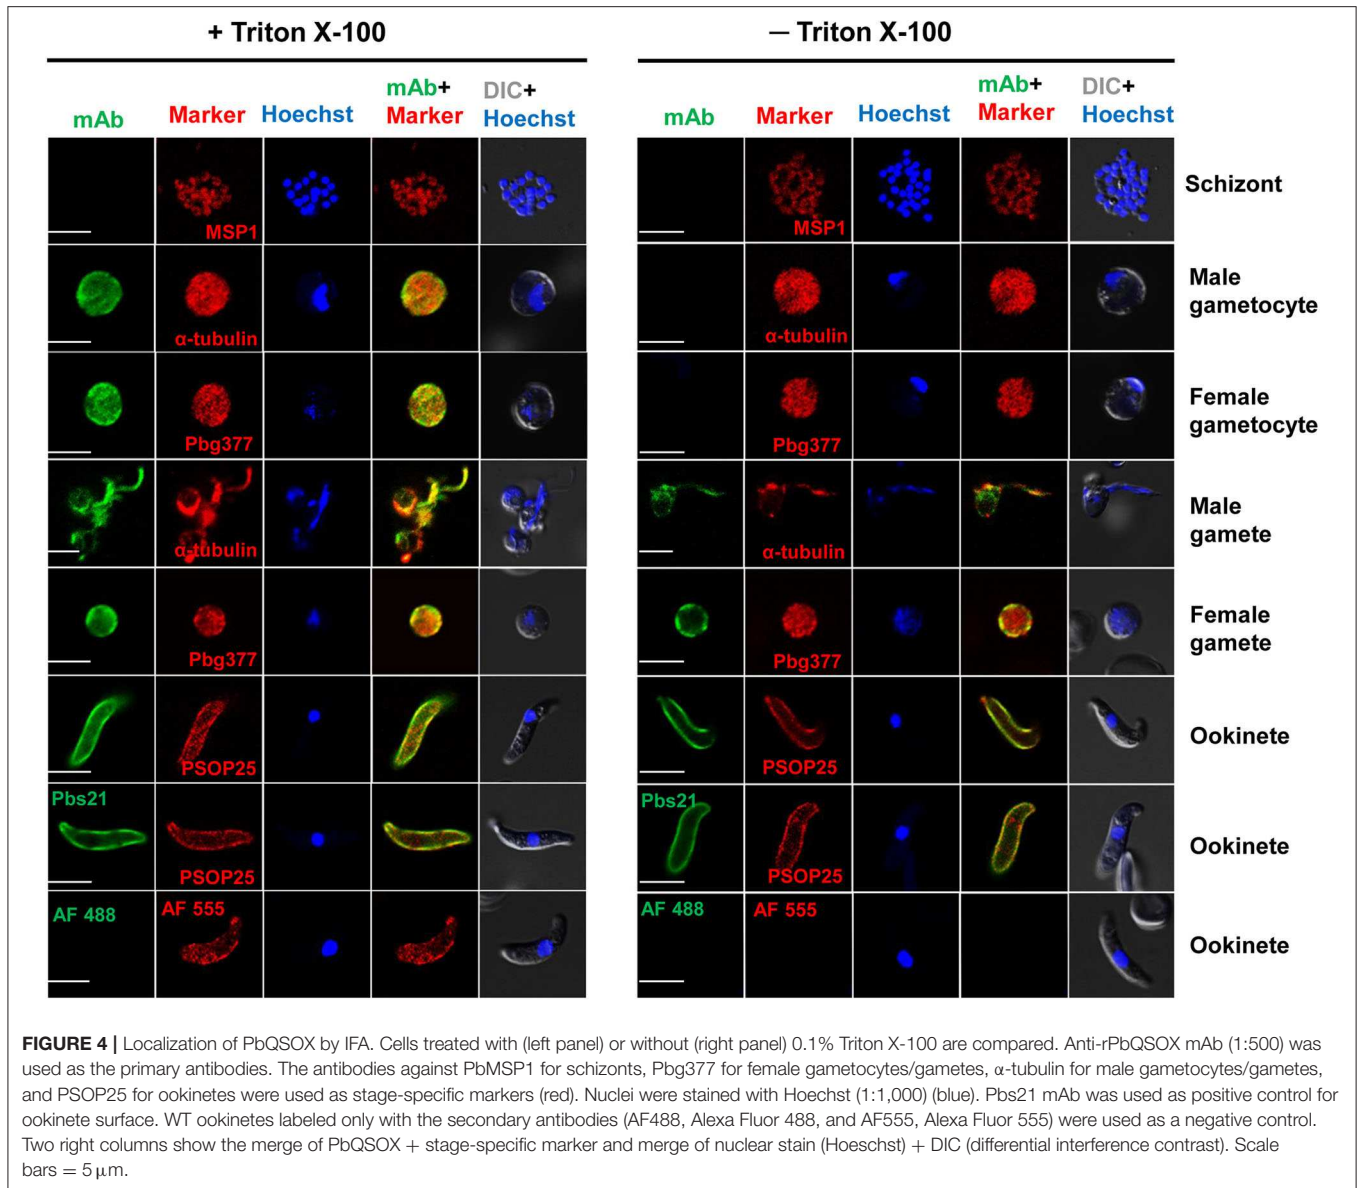 + Triton X-100
— Triton X-100
mAb
Marker
Hoechst
mAb+
Marker
DIC+
Hoechst
mAb
Marker
Hoechst
mAb+
Marker
DIC+
Hoechst
MSP1
MSP1
Schizont
α-tubulin
α-tubulin
Male
gametocyte
Pbg377
Pbg377
Female
gametocyte
α-tubulin
α-tubulin
Male
gamete
Pbg377
Pbg377
Female
gamete
PSOP25
PSOP25
Ookinete
Pbs21
PSOP25
Pbs21
PSOP25
Ookinete
AF 488
AF 555
AF 488
AF 555
Ookinete
FIGURE 4 | Localization of PbQSOX by IFA. Cells treated with (left panel) or without (right panel) 0.1% Triton X-100 are compared. Anti-rPbQSOX mAb (1:500) was
used as the primary antibodies. The antibodies against PbMSP1 for schizonts, Pbg377 for female gametocytes/gametes, α-tubulin for male gametocytes/gametes,
and PSOP25 for ookinetes were used as stage-specific markers (red). Nuclei were stained with Hoechst (1:1,000) (blue). Pbs21 mAb was used as positive control for
ookinete surface. WT ookinetes labeled only with the secondary antibodies (AF488, Alexa Fluor 488, and AF555, Alexa Fluor 555) were used as a negative control.
Two right columns show the merge of PbQSOX + stage-specific marker and merge of nuclear stain (Hoeschst) + DIC (differential interference contrast). Scale
bars = 5 μm.